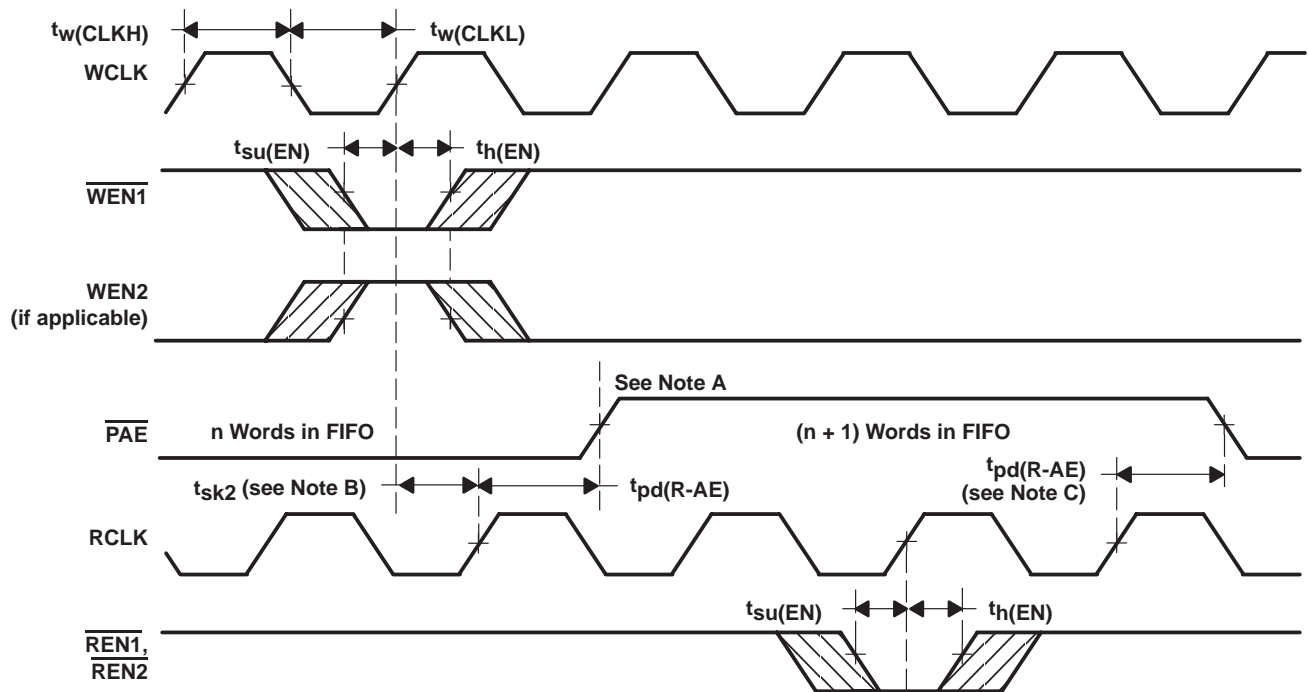 tw(CLKH)
tw(CLKL)
WCLK
tsu(EN)
th(EN)
WEN1
WEN2
(if applicable)
See Note A
PAE
n Words in FIFO
(n + 1) Words in FIFO
tsk2 (see Note B)
tpd(R-AE)
tpd(R-AE)
(see Note C)
RCLK
tsu(EN)
th(EN)
REN1,
REN2